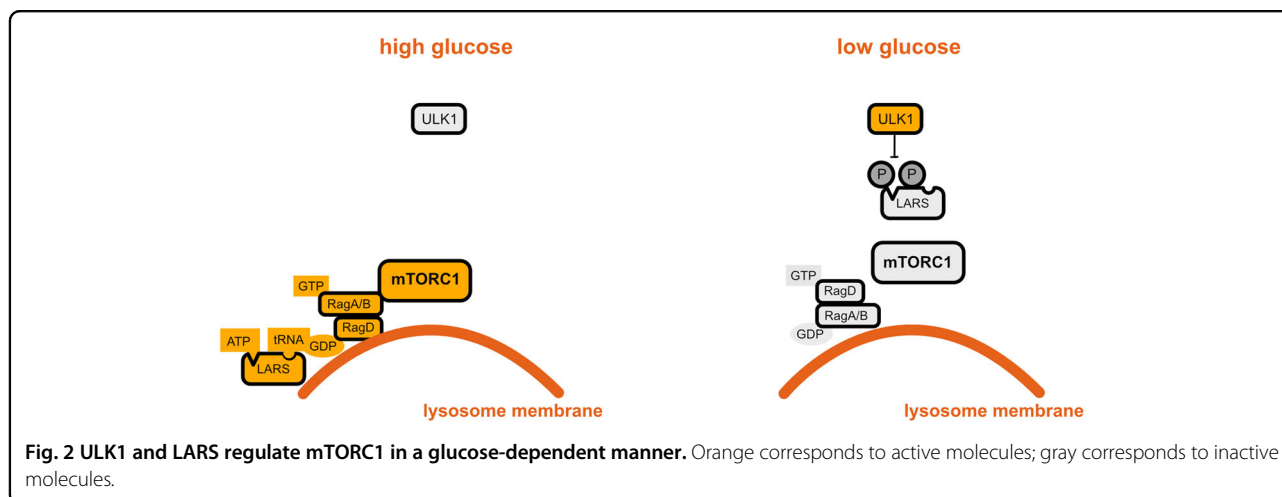 high glucose
low glucose
ULK1
ULK1
P P
LARS
mTORC1
mTORC1
GTP
RagA/B
RagD
ATP
tRNA
GDP
LARS
GTP
RagD
RagA/B
GDP
lysosome membrane
lysosome membrane
Fig. 2 ULK1 and LARS regulate mTORC1 in a glucose-dependent manner. Orange corresponds to active molecules; gray corresponds to inactive
molecules.